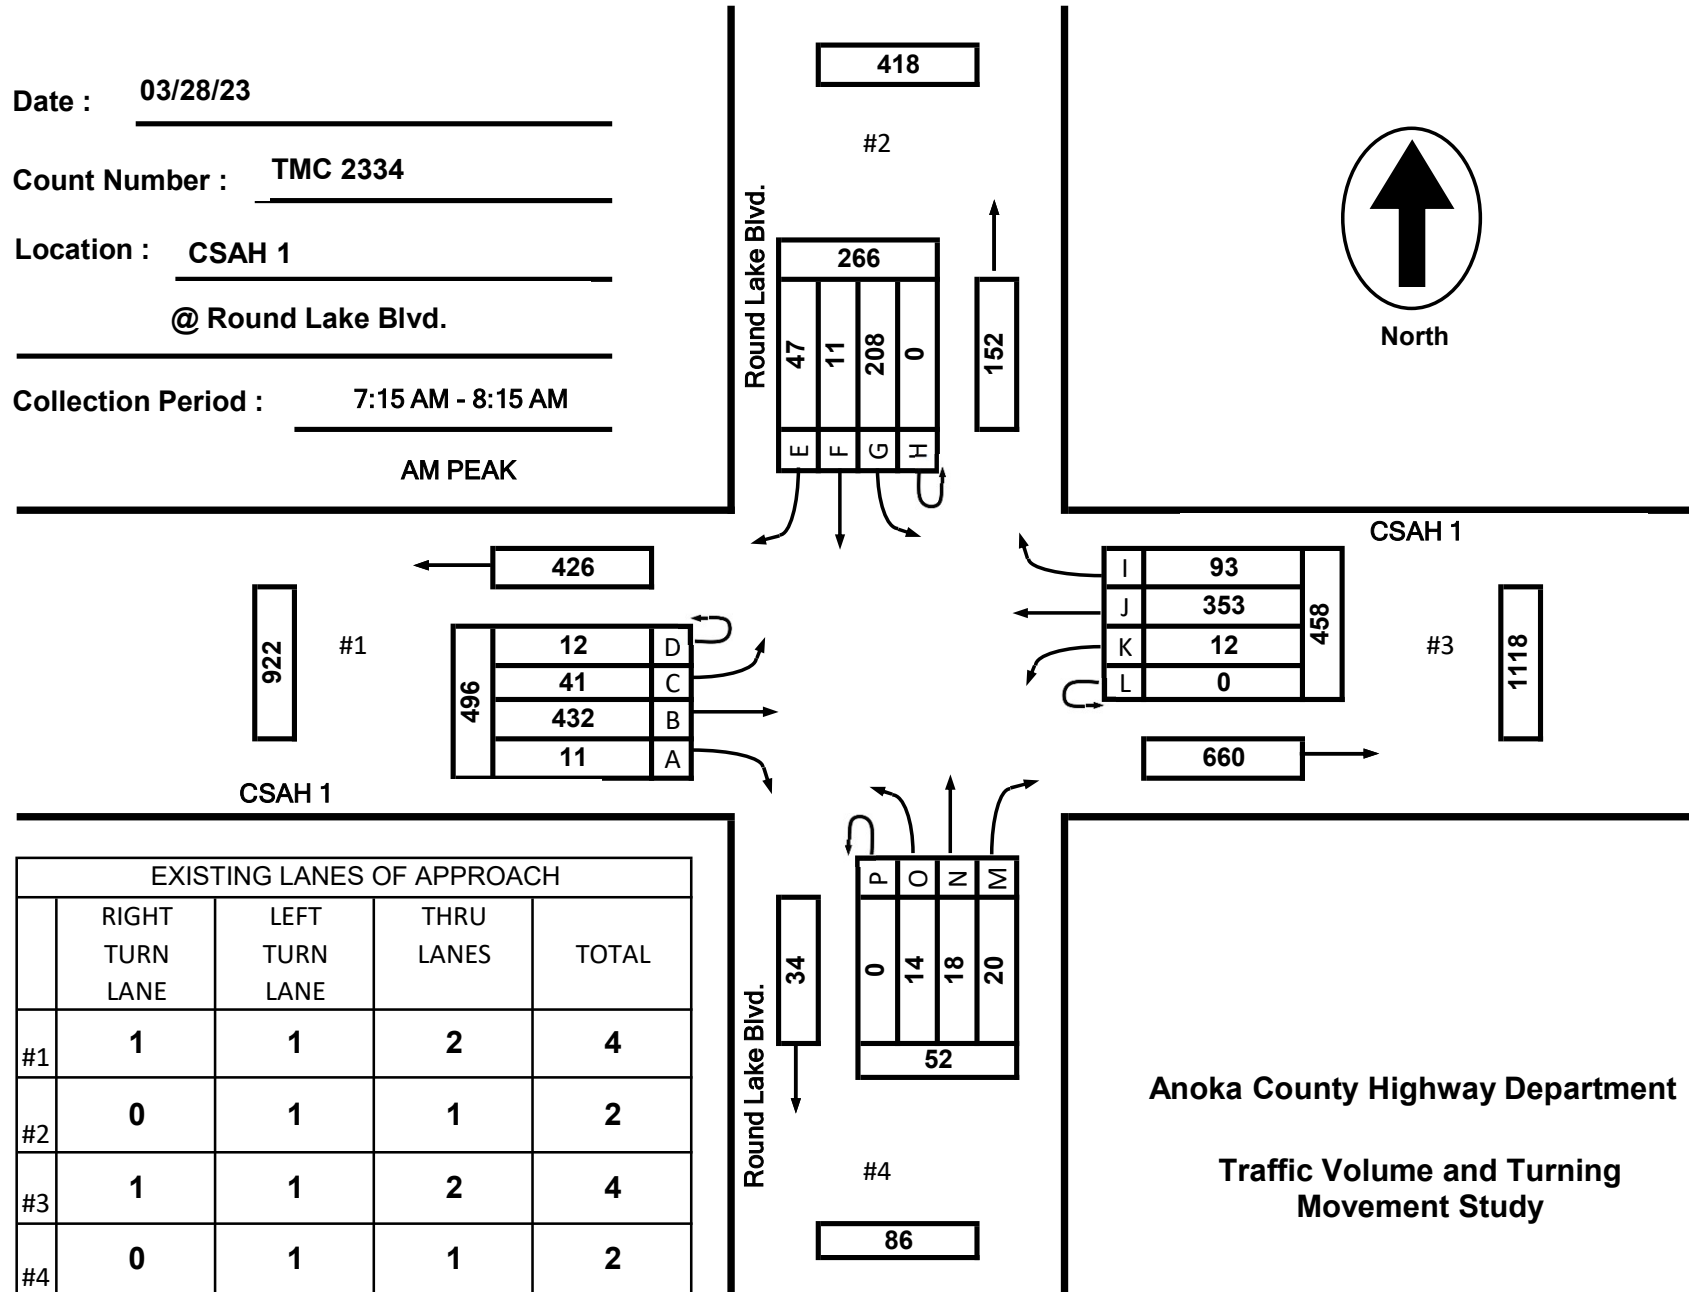 Date : 03/28/23
Count Number : TMC 2334
Location : CSAH 1
@ Round Lake Blvd.
Collection Period : 7:15 AM - 8:15 AM
AM PEAK
418
#2
Round Lake Blvd.
266
47 11 208 0
E F G H
152
North
CSAH 1
426
922
#1
496
12 D
41 C
432 B
11 A
CSAH 1
I 93
J 353
K 12
L 0
458
#3
1118
660
P O N M
0 14 18 20
52
34
Round Lake Blvd.
#4
86
EXISTING LANES OF APPROACH
RIGHT LEFT THRU
TURN TURN LANES TOTAL
LANE LANE
#1 1 1 2 4
#2 0 1 1 2
#3 1 1 2 4
#4 0 1 1 2
Anoka County Highway Department
Traffic Volume and Turning
Movement Study